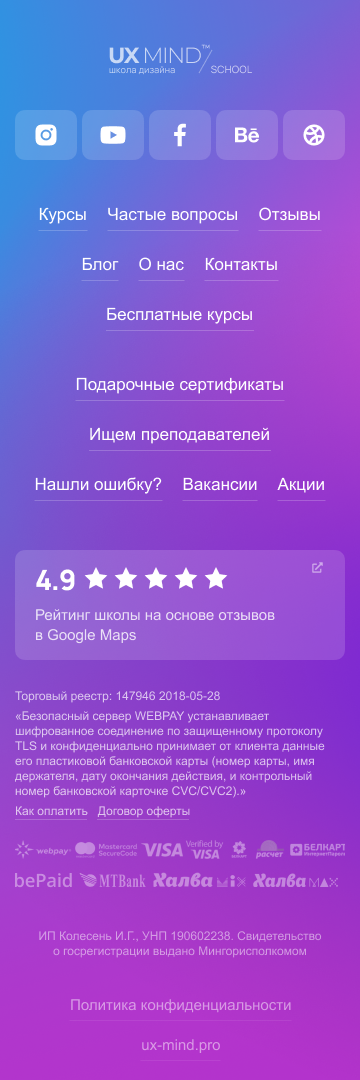 UX MIND
школа дизайна
SCHOOL
Bē
Курсы Частые вопросы Отзывы
Блог О нас Контакты
Бесплатные курсы
Подарочные сертификаты
Ищем преподавателей
Нашли ошибку? Вакансии Акции
4.9
Рейтинг школы на основе отзывов
в Google Maps
Торговый реестр: 147946 2018-05-28
«Безопасный сервер WEBPAY устанавливает
шифрованное соединение по защищенному протоколу
TLS и конфиденциально принимает от клиента данные
его пластиковой банковской карты (номер карты, имя
держателя, дату окончания действия, и контрольный
номер банковской карточке CVC/CVC2).»
Как оплатить Договор оферты
webpay Mastercard SecureCode VISA Verified by VISA расчет БЕЛКАРТ ИнтернетПароль
bePaid MTBank Халва MIX Халва MAX
ИП Колесень И.Г., УНП 190602238. Свидетельство
о госрегистрации выдано Мингорисполкомом
Политика конфиденциальности
ux-mind.pro